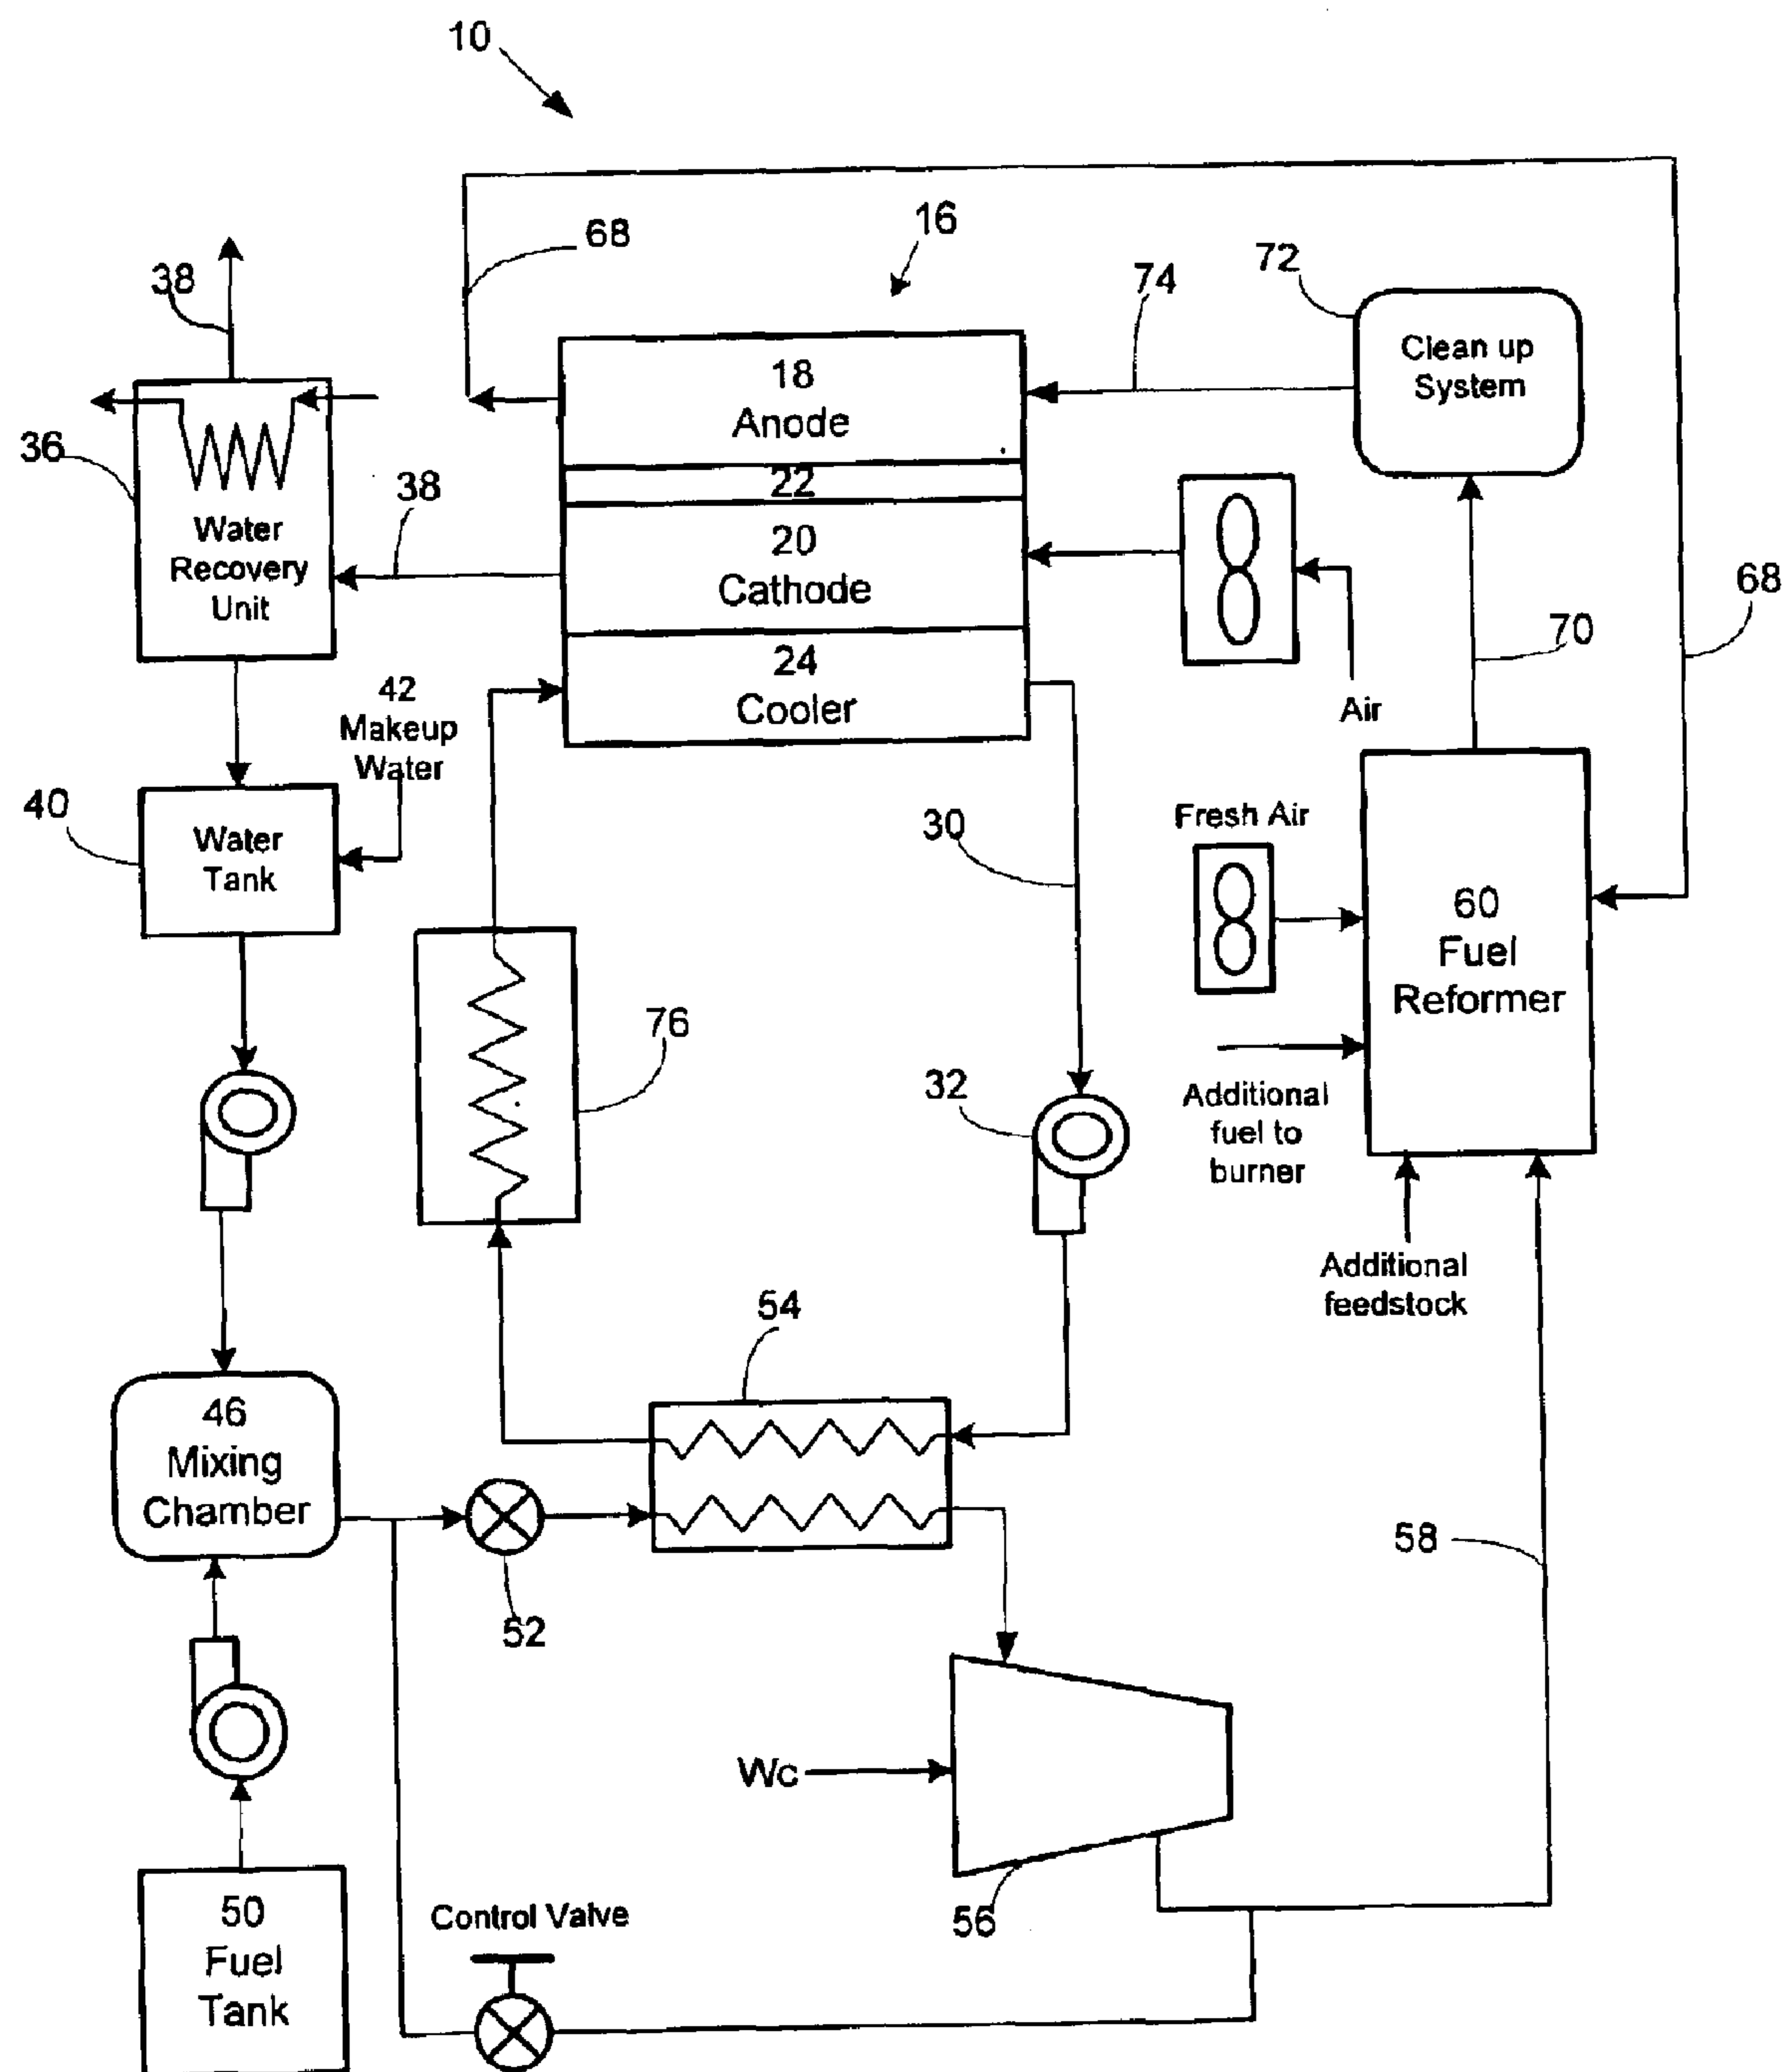 10
16
68
38
74
72
Clean up
System
18
Anode
36
38
22
Water
Recovery
Unit
20
Cathode
68
70
24
Cooler
42
Makeup
Water
Air
40
Water
Tank
30
Fresh Air
60
Fuel
Reformer
76
32
Additional
fuel to
burner
Additional
feedstock
54
46
Mixing
Chamber
58
52
Wc
56
50
Fuel
Tank
Control Valve